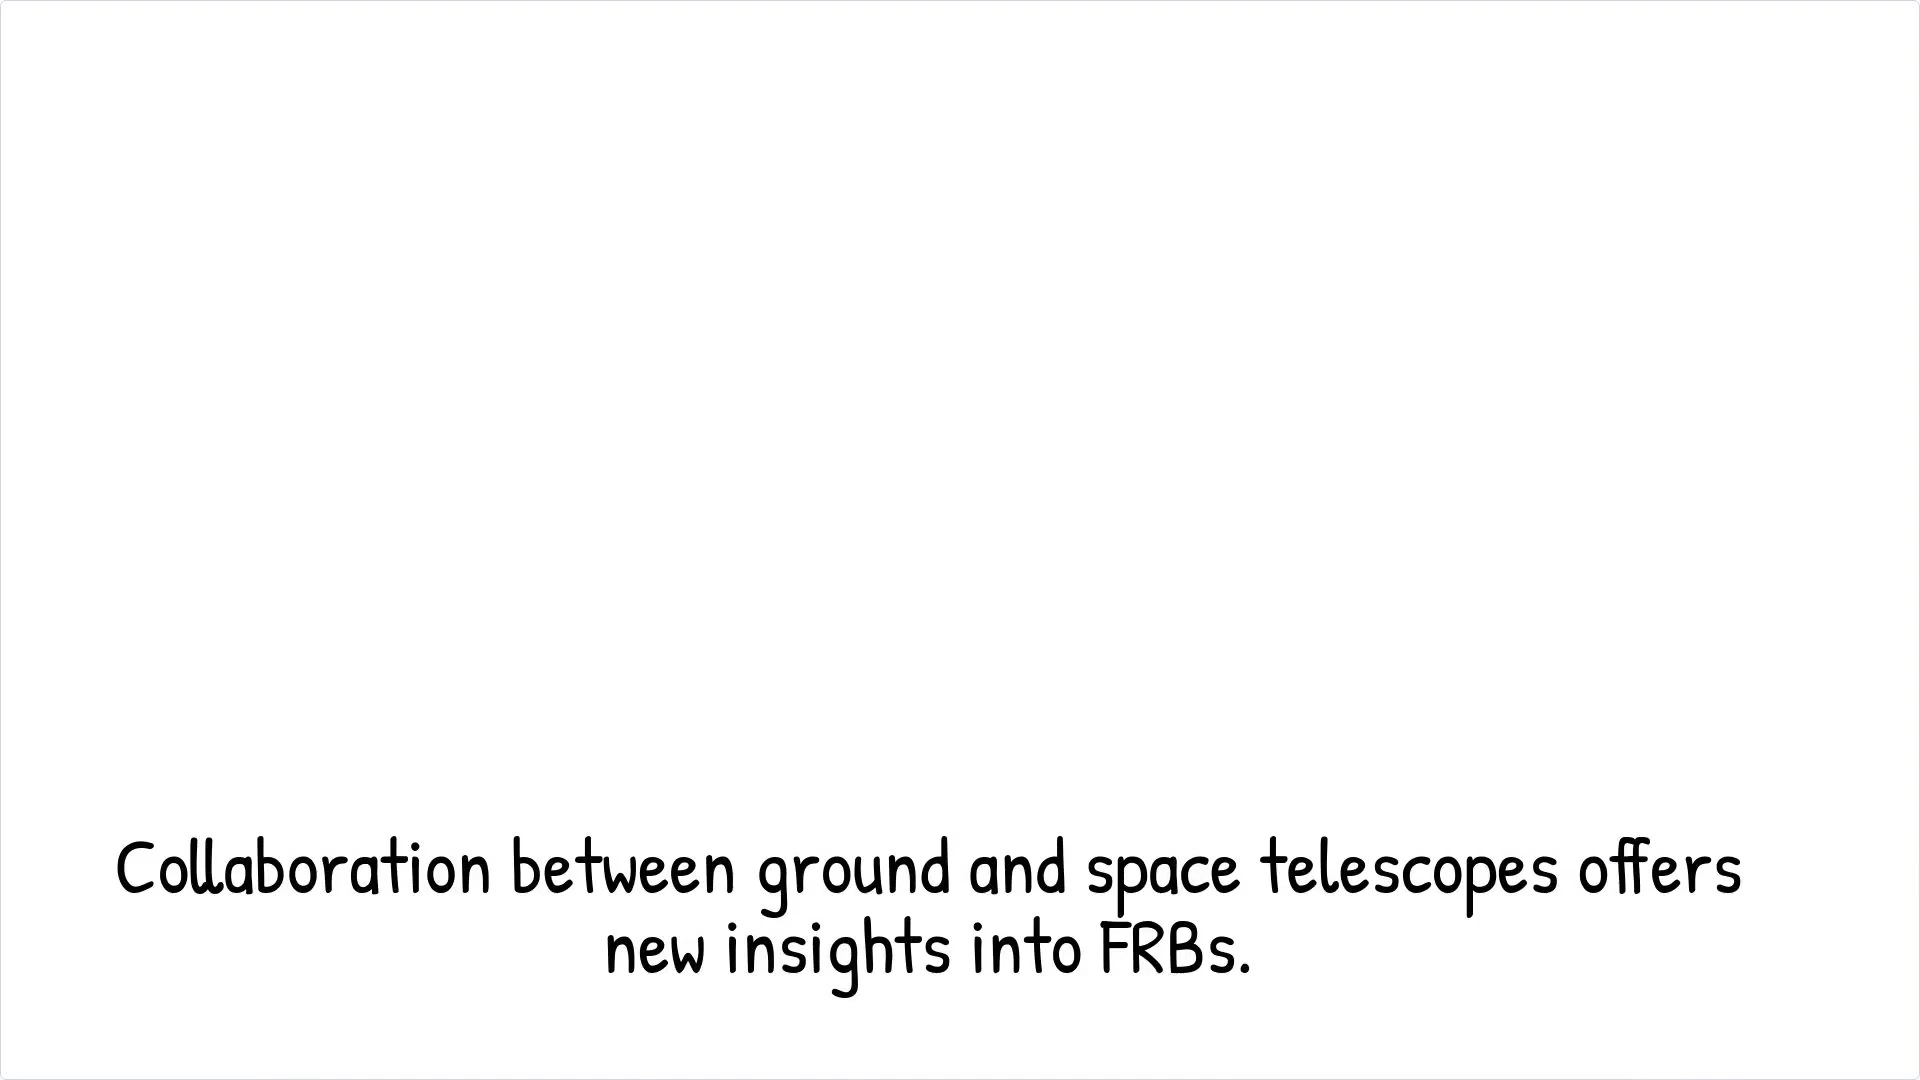 Collaboration between ground and space telescopes offers
new insights into FRBs.